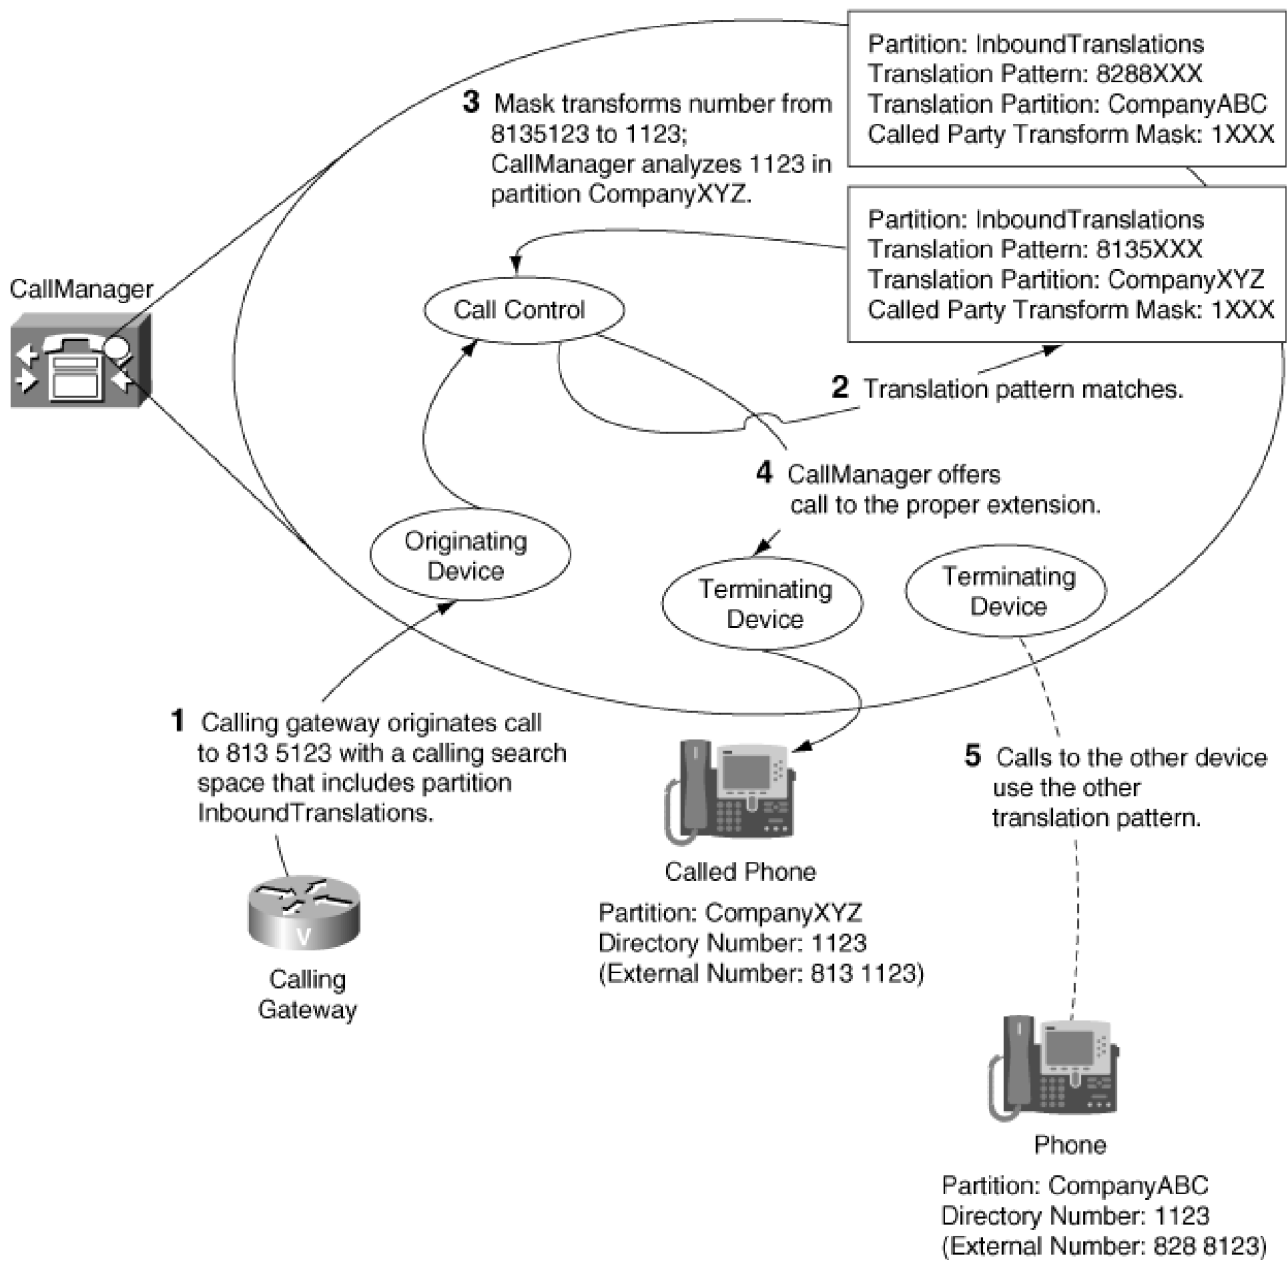 Partition: InboundTranslations
Translation Pattern: 8288XXX
Translation Partition: CompanyABC
Called Party Transform Mask: 1XXX
3 Mask transforms number from
8135123 to 1123;
CallManager analyzes 1123 in
partition CompanyXYZ.
Partition: InboundTranslations
Translation Pattern: 8135XXX
Translation Partition: CompanyXYZ
Called Party Transform Mask: 1XXX
CallManager
Call Control
2 Translation pattern matches.
4 CallManager offers
call to the proper extension.
Originating
Device
Terminating
Device
Terminating
Device
1 Calling gateway originates call
to 813 5123 with a calling search
space that includes partition
InboundTranslations.
5 Calls to the other device
use the other
translation pattern.
V
Calling
Gateway
Called Phone
Partition: CompanyXYZ
Directory Number: 1123
(External Number: 813 1123)
Phone
Partition: CompanyABC
Directory Number: 1123
(External Number: 828 8123)